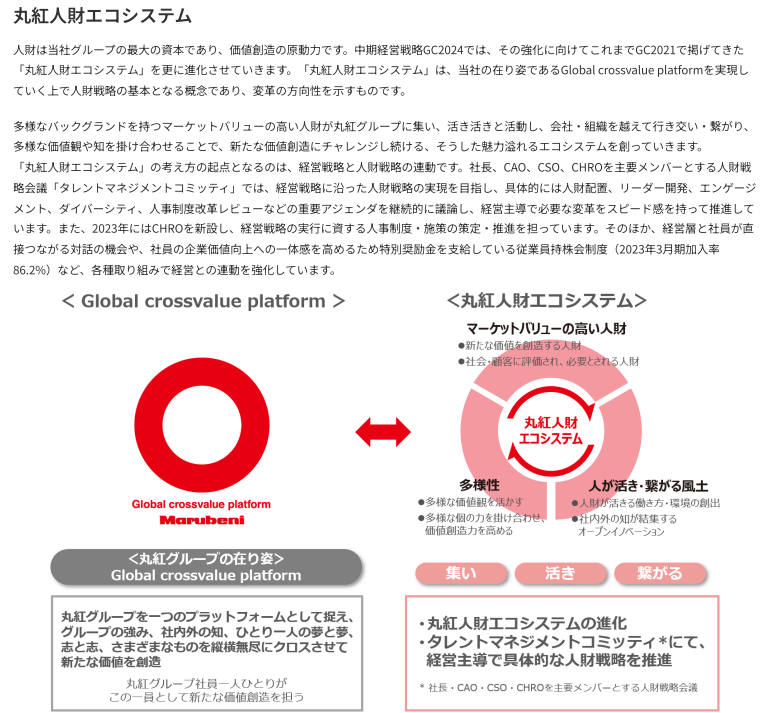 丸紅人財エコシステム
人財は当社グループの最大の資本であり、価値創造の原動力です。中期経営戦略GC2024では、その強化に向けてこれまでGC2021で掲げてきた
「丸紅人財エコシステム」を更に進化させていきます。「丸紅人財エコシステム」は、当社の在り姿であるGlobal crossvalue platformを実現し
ていく上で人財戦略の基本となる概念であり、変革の方向性を示すものです。
多様なバックグランドを持つマーケットバリューの高い人財が丸紅グループに集い、活き活きと活動し、会社・組織を越えて行き交い・繋がり、
多様な価値観や知を掛け合わせることで、新たな価値創造にチャレンジし続ける、そうした魅力溢れるエコシステムを創っていきます。
「丸紅人財エコシステム」の考え方の起点となるのは、経営戦略と人財戦略の連動です。社長、CAO、CSO、CHROを主要メンバーとする人財戦
略会議「タレントマネジメントコミッティ」では、経営戦略に沿った人財戦略の実現を目指し、具体的には人財配置、リーダー開発、エンゲージ
メント、ダイバーシティ、人事制度改革レビューなどの重要アジェンダを継続的に議論し、経営主導で必要な変革をスピード感を持って推進して
います。また、2023年にはCHROを新設し、経営戦略の実行に資する人事制度・施策の策定・推進を担っています。そのほか、経営層と社員が直
接つながる対話の機会や、社員の企業価値向上への一体感を高めるため特別奨励金を支給している従業員持株会制度（2023年3月期加入率
86.2%）など、各種取り組みで経営との連動を強化しています。
＜ Global crossvalue platform ＞
Global crossvalue platform
Marubeni
＜丸紅グループの在り姿＞
Global crossvalue platform
丸紅グループを一つのプラットフォームとして捉え、
グループの強み、社内外の知、ひとり一人の夢と夢、
志と志、さまざまなものを縦横無尽にクロスさせて
新たな価値を創造
丸紅グループ社員一人ひとりが
この一員として新たな価値創造を担う
＜丸紅人財エコシステム＞
マーケットバリューの高い人財
●新たな価値を創造する人財
●社会・顧客に評価され、必要とされる人財
丸紅人財
エコシステム
多様性
●多様な価値観を活かす
●多様な個の力を掛け合わせ、
価値創造力を高める
人が活き・繋がる風土
●人財が活きる働き方・環境の創出
●社内外の知が結集する
オープンイノベーション
集い
活き
繋がる
・丸紅人財エコシステムの進化
・タレントマネジメントコミッティ＊にて、
経営主導で具体的な人財戦略を推進
＊ 社長・CAO・CSO・CHROを主要メンバーとする人財戦略会議